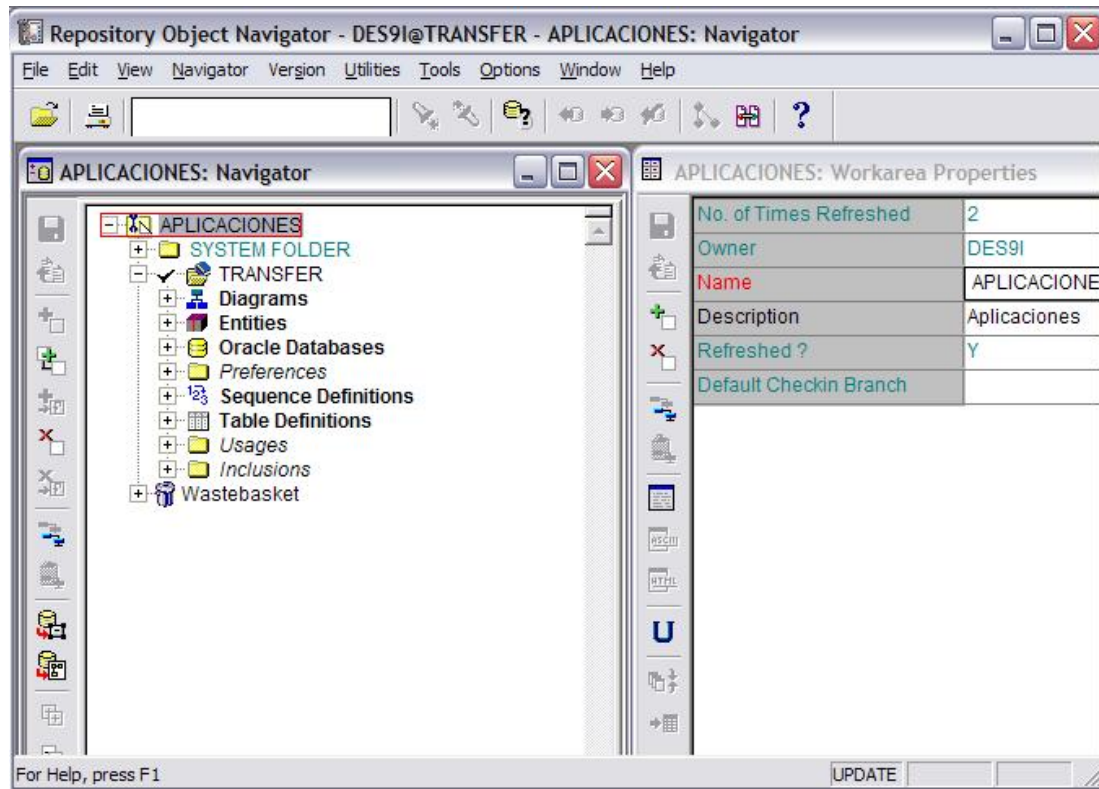 Repository Object Navigator - DES9I@TRANSFER - APLICACIONES: Navigator
File Edit View Navigator Version Utilities Tools Options Window Help
APLICACIONES: Navigator
APLICACIONES
SYSTEM FOLDER
TRANSFER
Diagrams
Entities
Oracle Databases
Preferences
Sequence Definitions
Table Definitions
Usages
Inclusions
Wastebasket
APLICACIONES: Workarea Properties
No. of Times Refreshed 2
Owner DES9I
Name APLICACIONE
Description Aplicaciones
Refreshed ? Y
Default Checkin Branch
ASCII
HTML
U
For Help, press F1 UPDATE